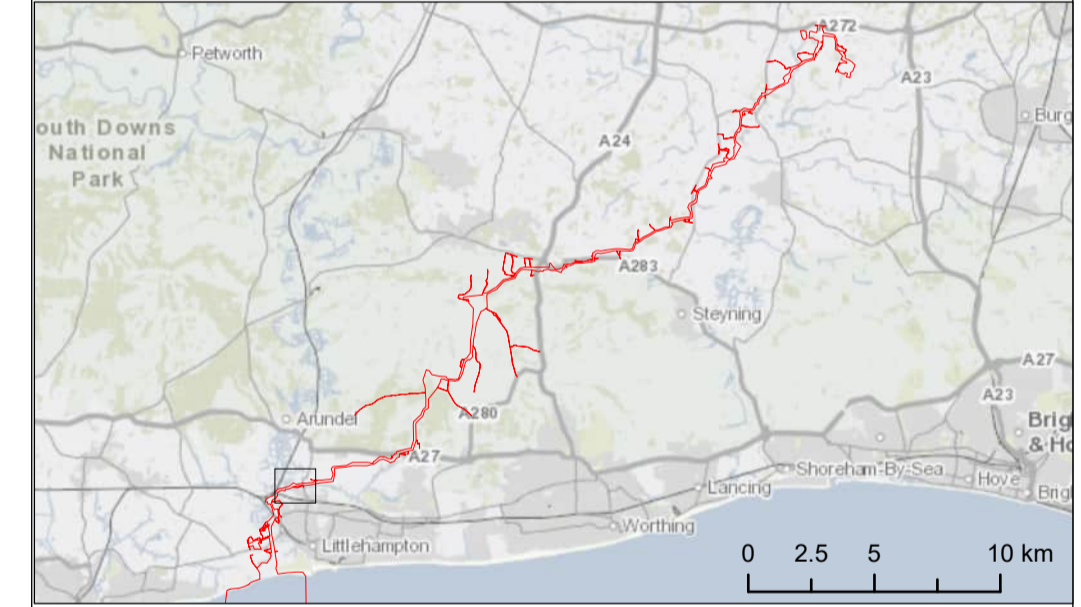 A272
Petworth
A23
Burg
outh Downs
National
Park
A24
A283
Steyning
A27
A23
Arundel
A280
Brig
& Ho
A27
Shoreham-By-Sea
Hove
Lancing
Brig
Worthing
Littlehampton
0 2.5 5 10 km